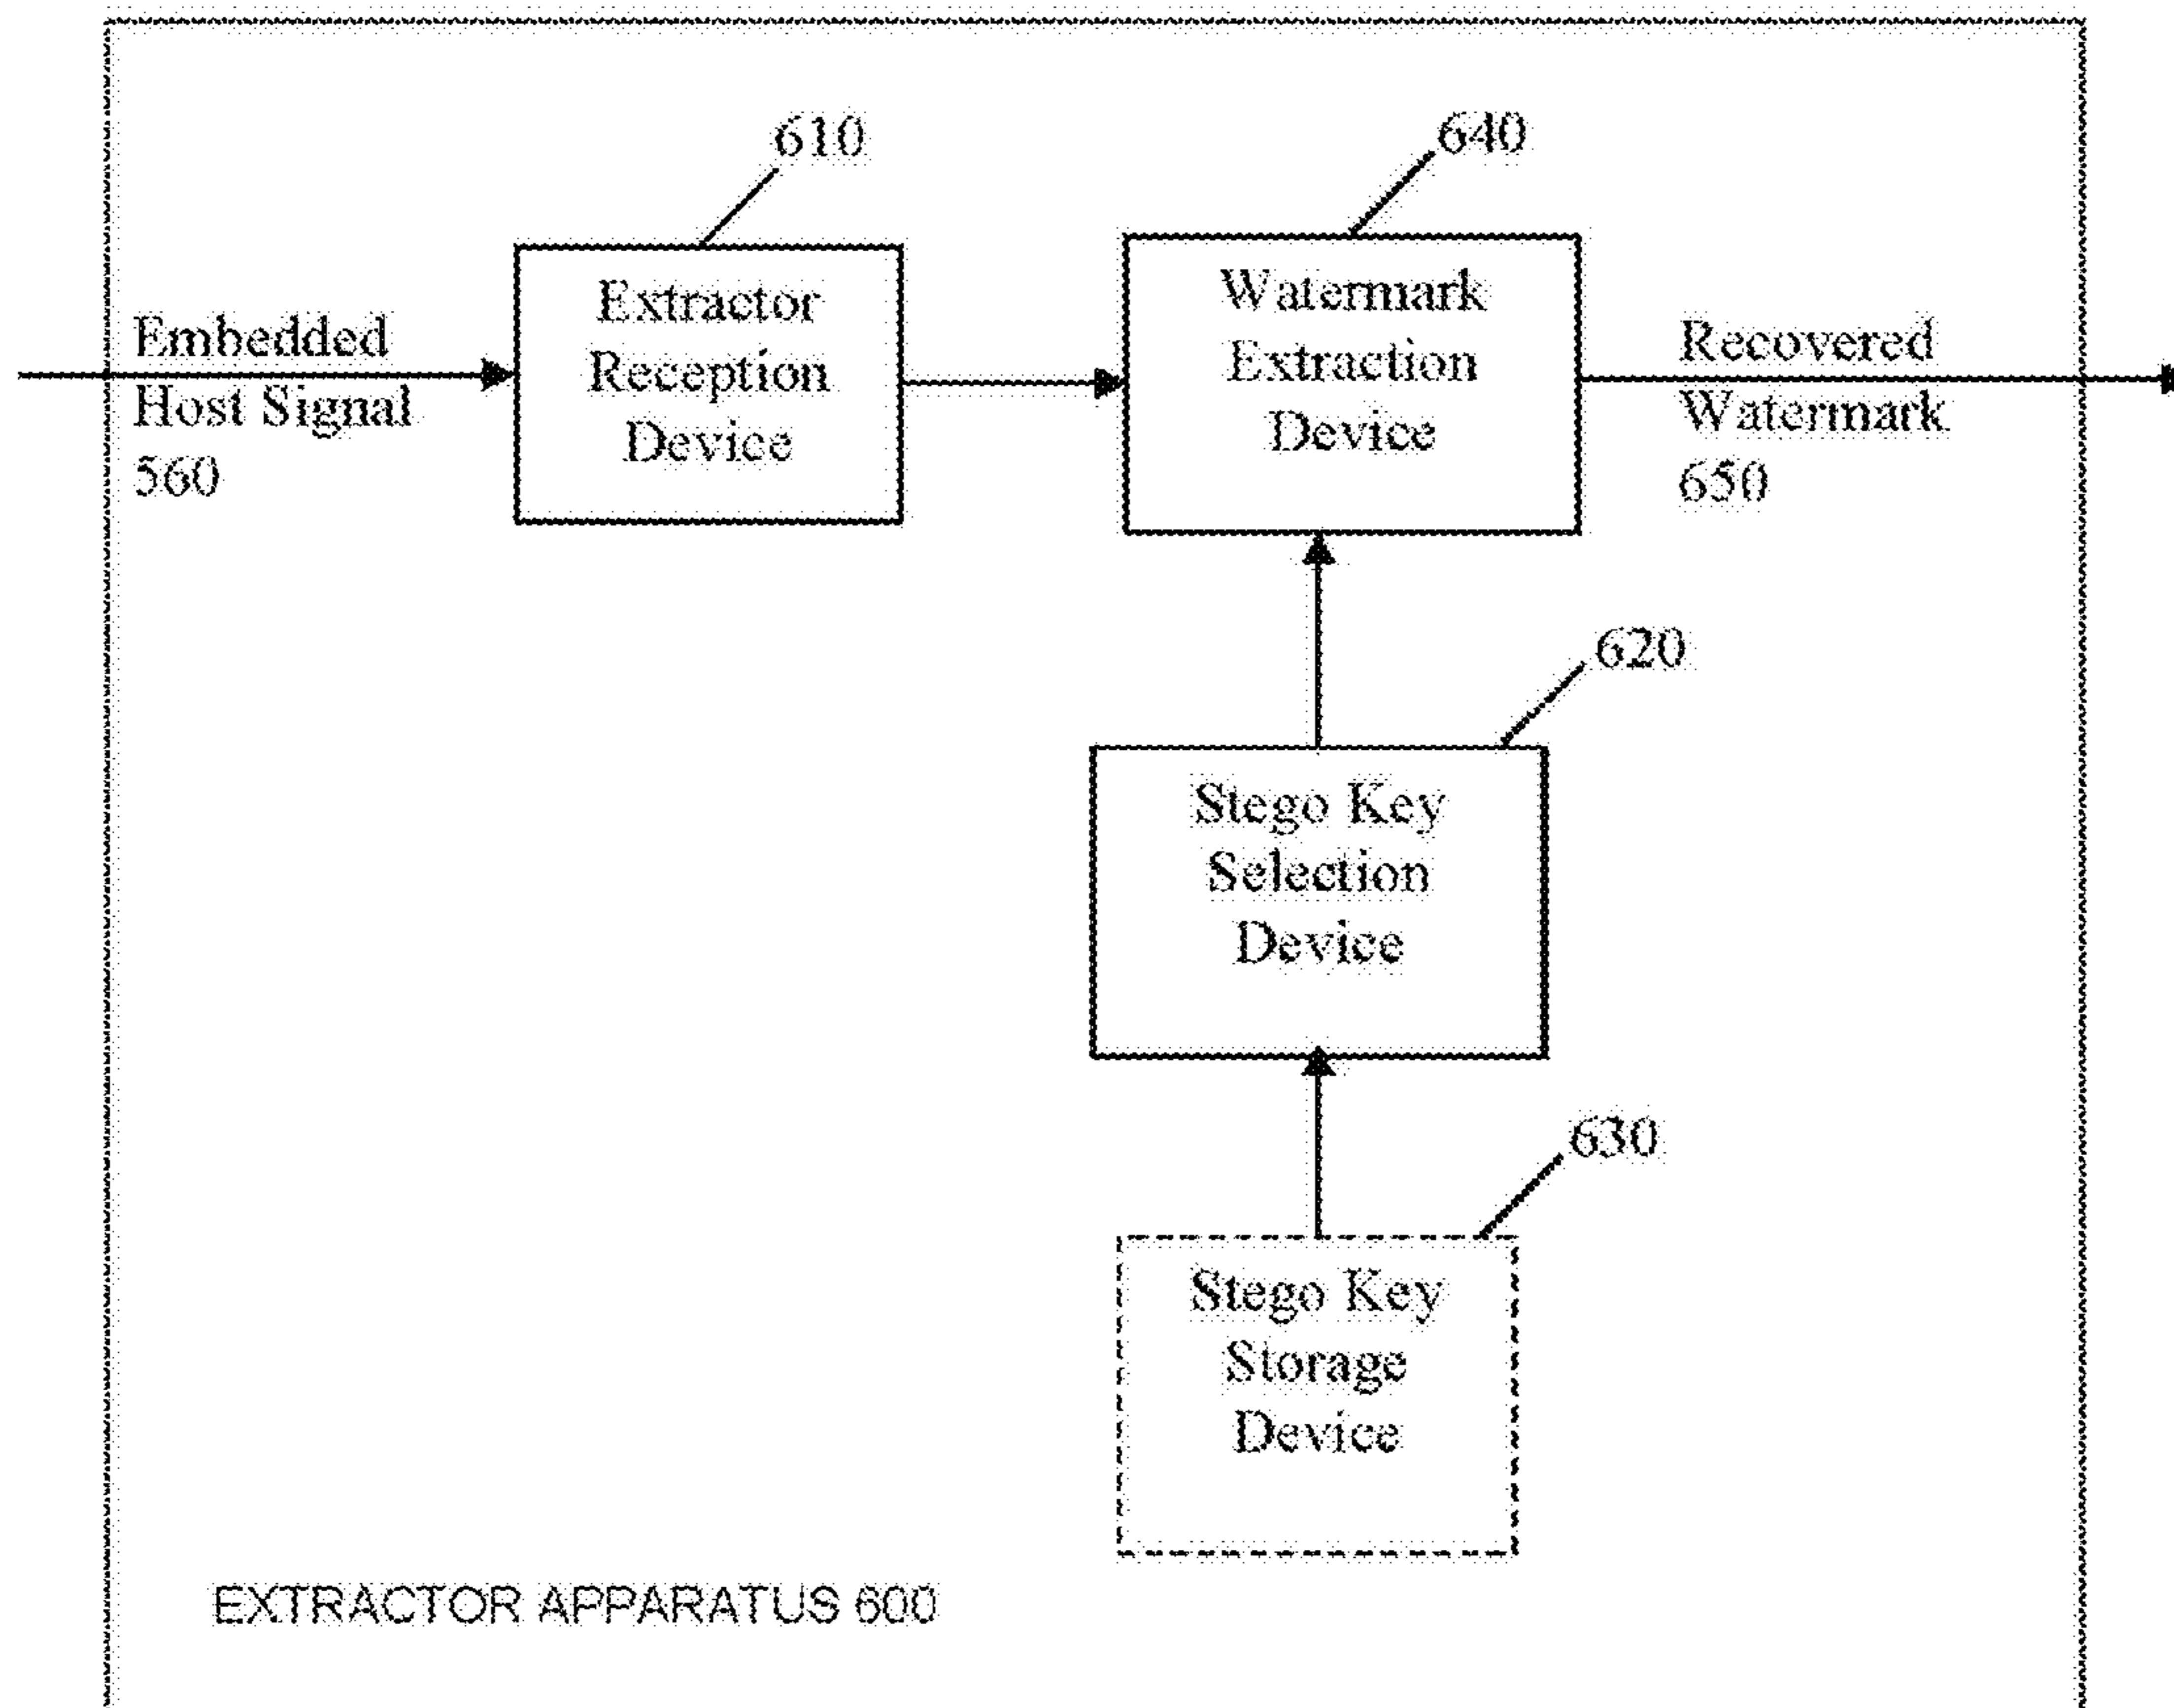 610
640
Extractor
Reception
Device
Watermark
Extraction
Device
Embedded
Host Signal
560
Recovered
Watermark
650
620
Stego Key
Selection
Device
630
Stego Key
Storage
Device
EXTRACTOR APPARATUS 600